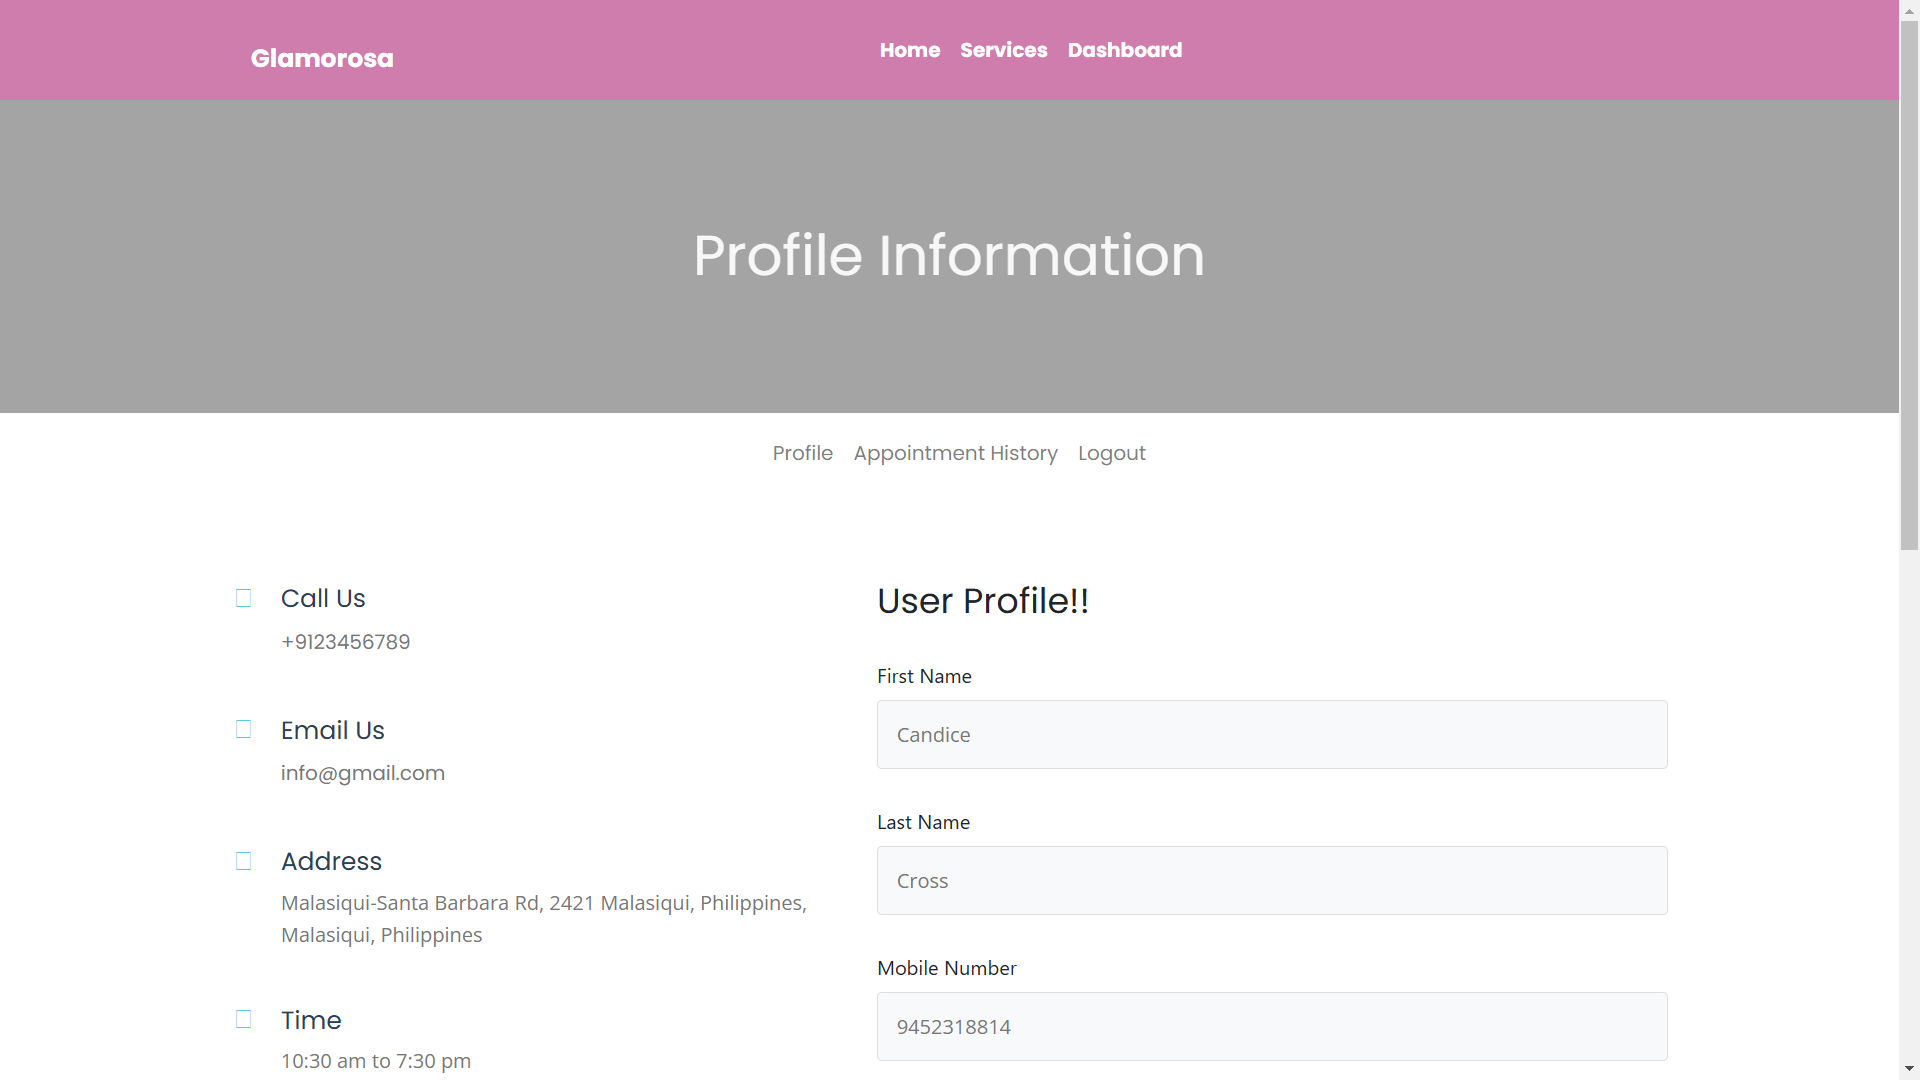 Glamorosa
Home Services Dashboard
Profile Information
Profile Appointment History Logout
Call Us
+9123456789
Email Us
info@gmail.com
Address
Malasiqui-Santa Barbara Rd, 2421 Malasiqui, Philippines,
Malasiqui, Philippines
Time
10:30 am to 7:30 pm
User Profile!!
First Name
Candice
Last Name
Cross
Mobile Number
9452318814